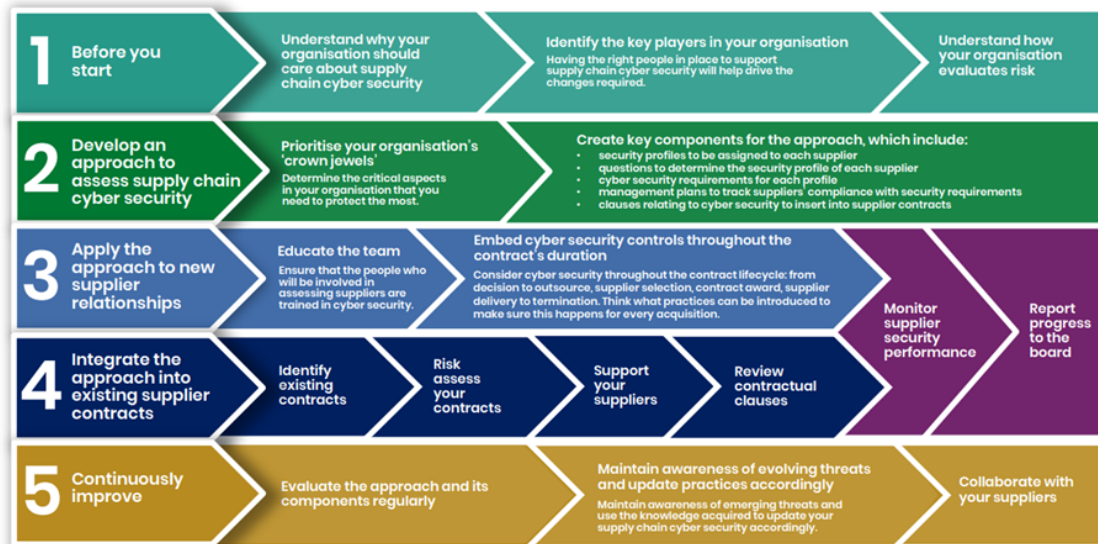 1
Before you
start
Understand why your
organisation should
care about supply
chain cyber security
Identify the key players in your organisation
Having the right people in place to support
supply chain cyber security will help drive the
changes required.
Understand how
your organisation
evaluates risk
2
Develop an
approach to
assess supply chain
cyber security
Prioritise your organisation's
'crown jewels'
Determine the critical aspects
in your organisation that you
need to protect the most.
Create key components for the approach, which include:
• security profiles to be assigned to each supplier
• questions to determine the security profile of each supplier
• cyber security requirements for each profile
• management plans to track suppliers' compliance with security requirements
• clauses relating to cyber security to insert into supplier contracts
3
Apply the
approach to new
supplier
relationships
Educate the team
Ensure that the people who
will be involved in
assessing suppliers are
trained in cyber security.
Embed cyber security controls throughout the
contract's duration
Consider cyber security throughout the contract lifecycle: from
decision to outsource, supplier selection, contract award, supplier
delivery to termination. Think what practices can be introduced to
make sure this happens for every acquisition.
Monitor
supplier
security
performance
Report
progress
to the
board
4
Integrate the
approach into
existing supplier
contracts
Identify
existing
contracts
Risk
assess
your
contracts
Support
your
suppliers
Review
contractual
clauses
5
Continuously
improve
Evaluate the approach and its
components regularly
Maintain awareness of evolving threats
and update practices accordingly
Maintain awareness of emerging threats and
use the knowledge acquired to update your
supply chain cyber security accordingly.
Collaborate with
your suppliers